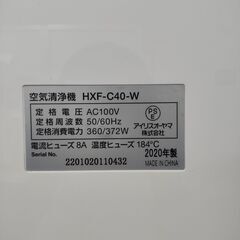 空気清浄機 HXF-C40-W
定格電圧 AC100V
定格周波数 50/60Hz
定格消費電力 360/372W
PS
E
アイリスオーヤマ
株式会社
電流ヒューズ 8A 温度ヒューズ 184℃
Serial No.
2020年製
2201020110432
MADE IN CHINA